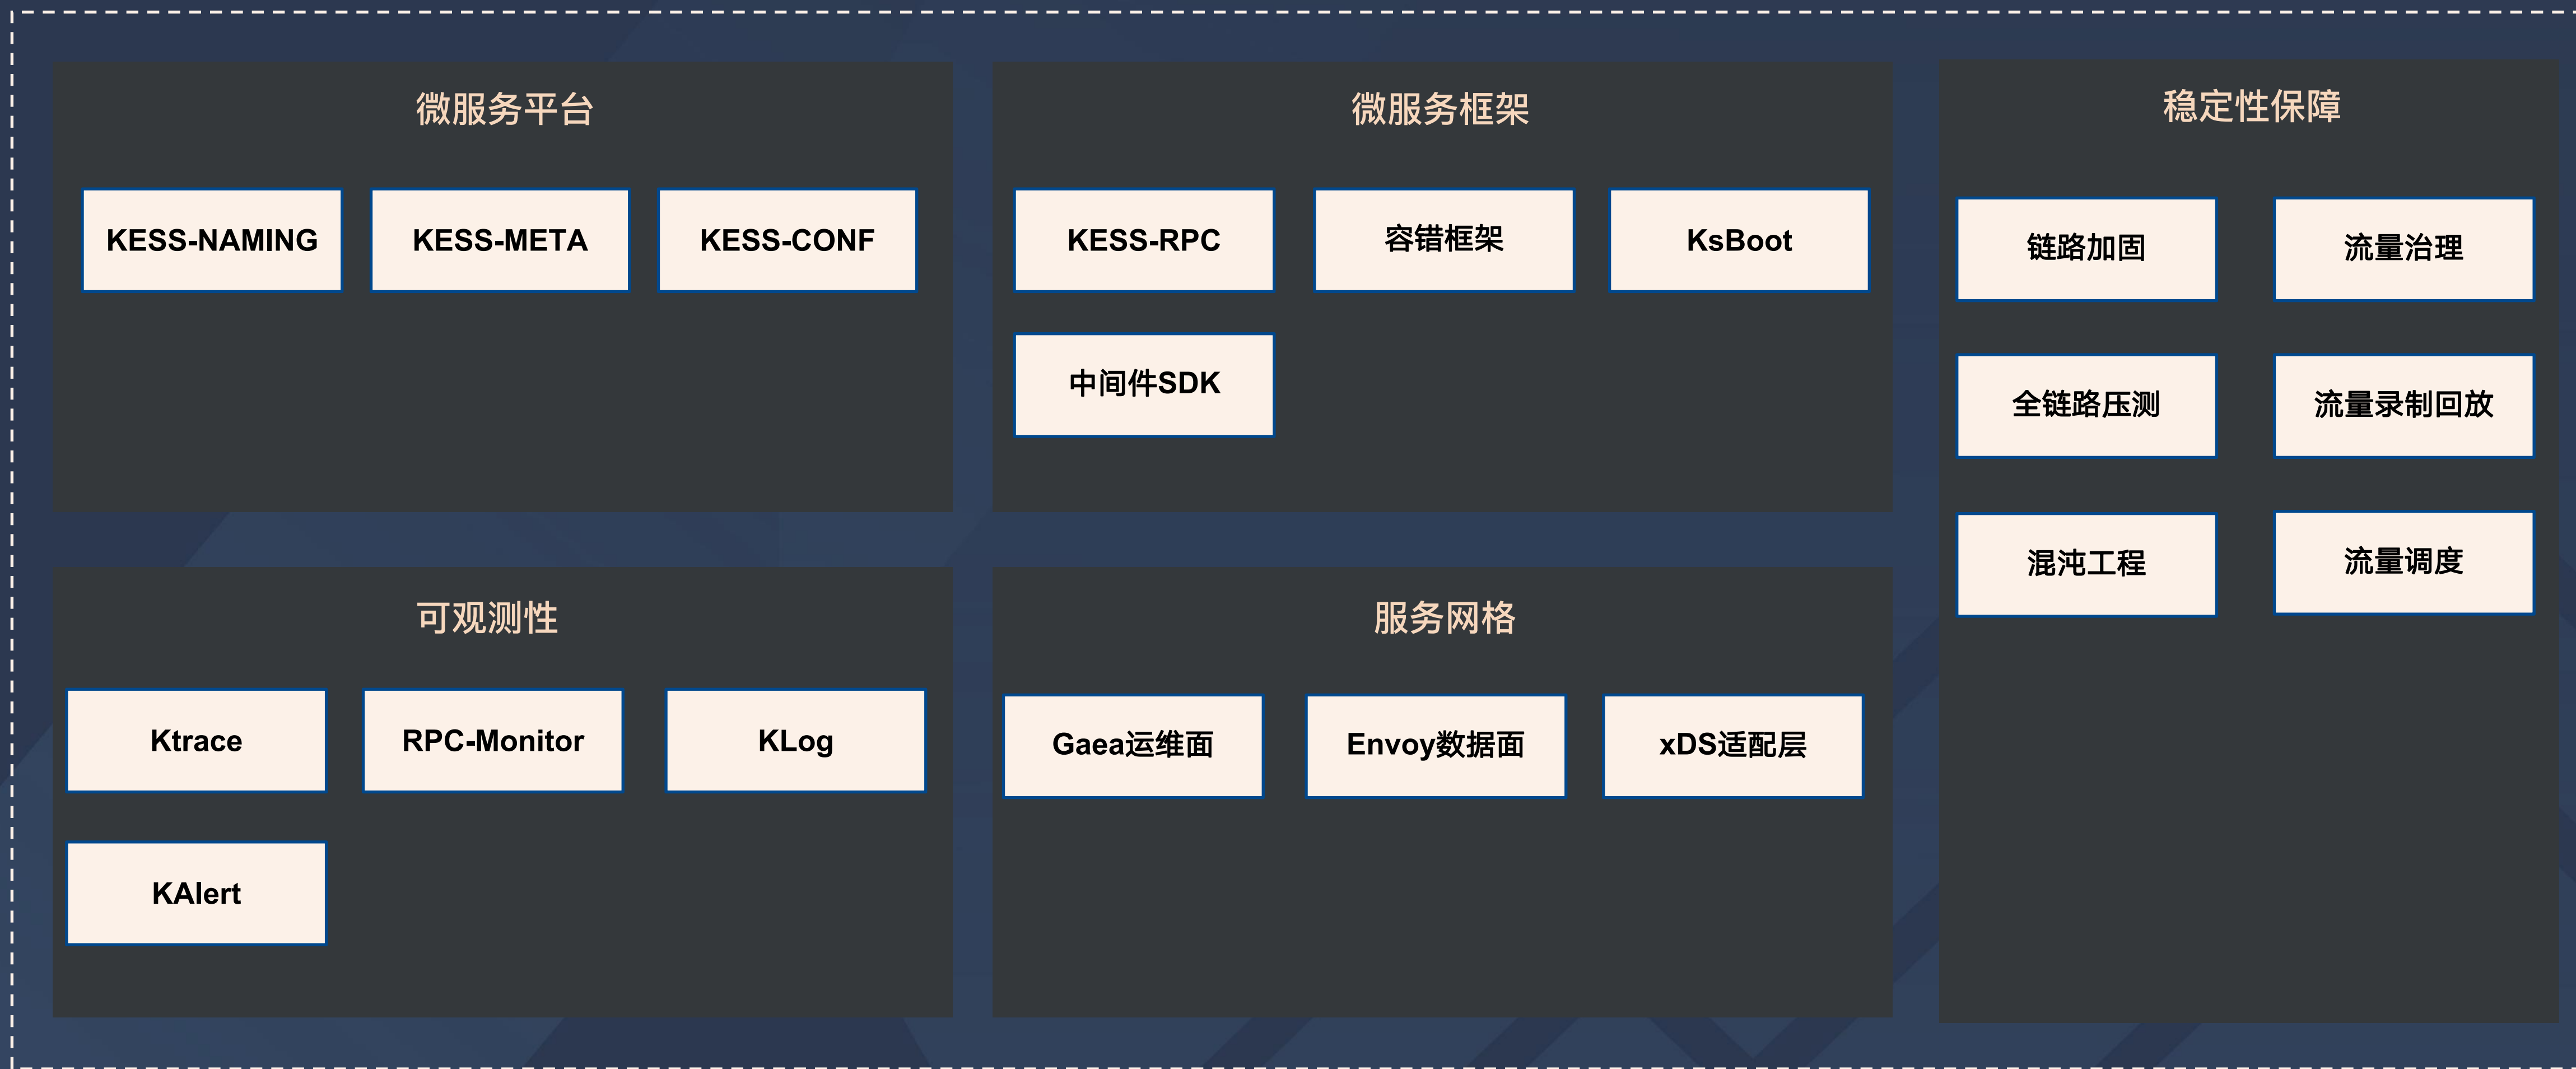 微服务平台
KESS-NAMING
KESS-META
KESS-CONF
微服务框架
KESS-RPC
容错框架
KsBoot
中间件SDK
稳定性保障
链路加固
流量治理
全链路压测
流量录制回放
混沌工程
流量调度
可观测性
Ktrace
RPC-Monitor
KLog
KAlert
服务网格
Gaea运维面
Envoy数据面
xDS适配层